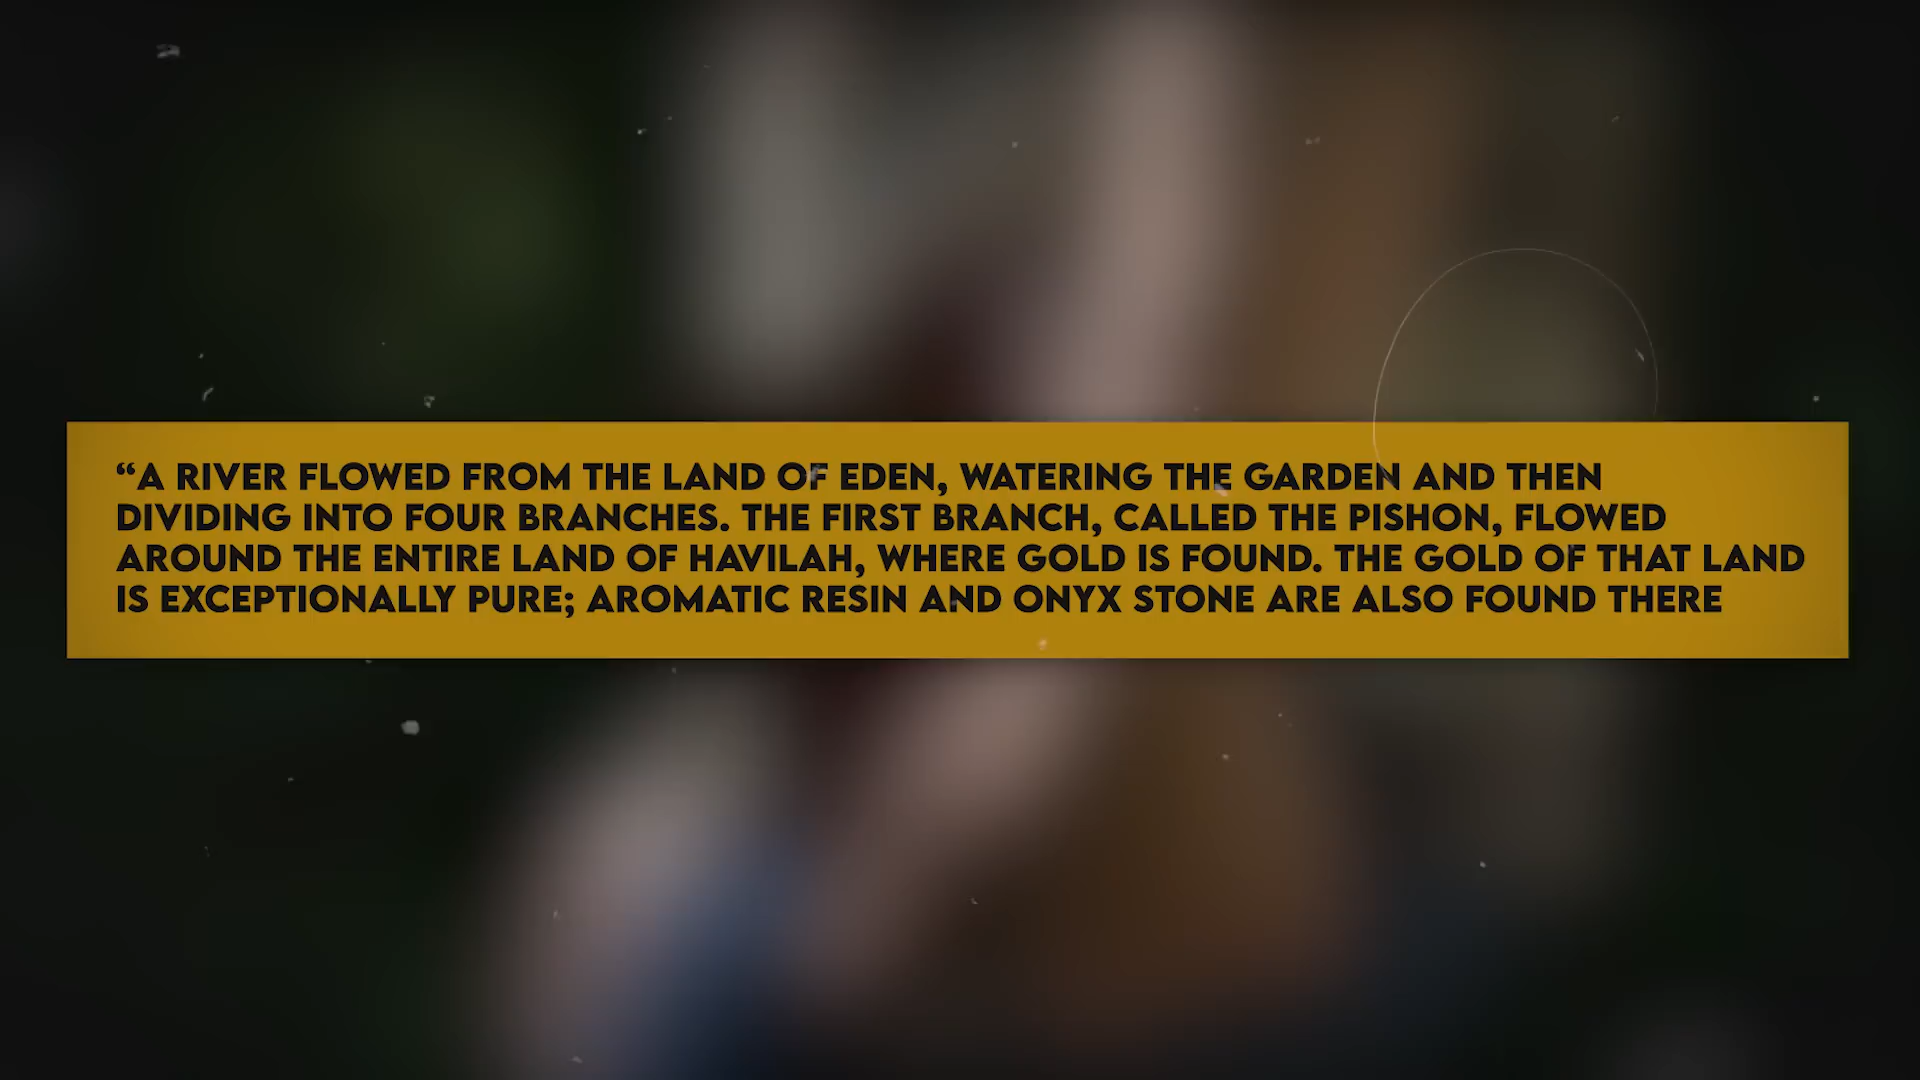 “A RIVER FLOWED FROM THE LAND OF EDEN, WATERING THE GARDEN AND THEN
DIVIDING INTO FOUR BRANCHES. THE FIRST BRANCH, CALLED THE PISHON, FLOWED
AROUND THE ENTIRE LAND OF HAVILAH, WHERE GOLD IS FOUND. THE GOLD OF THAT LAND
IS EXCEPTIONALLY PURE; AROMATIC RESIN AND ONYX STONE ARE ALSO FOUND THERE